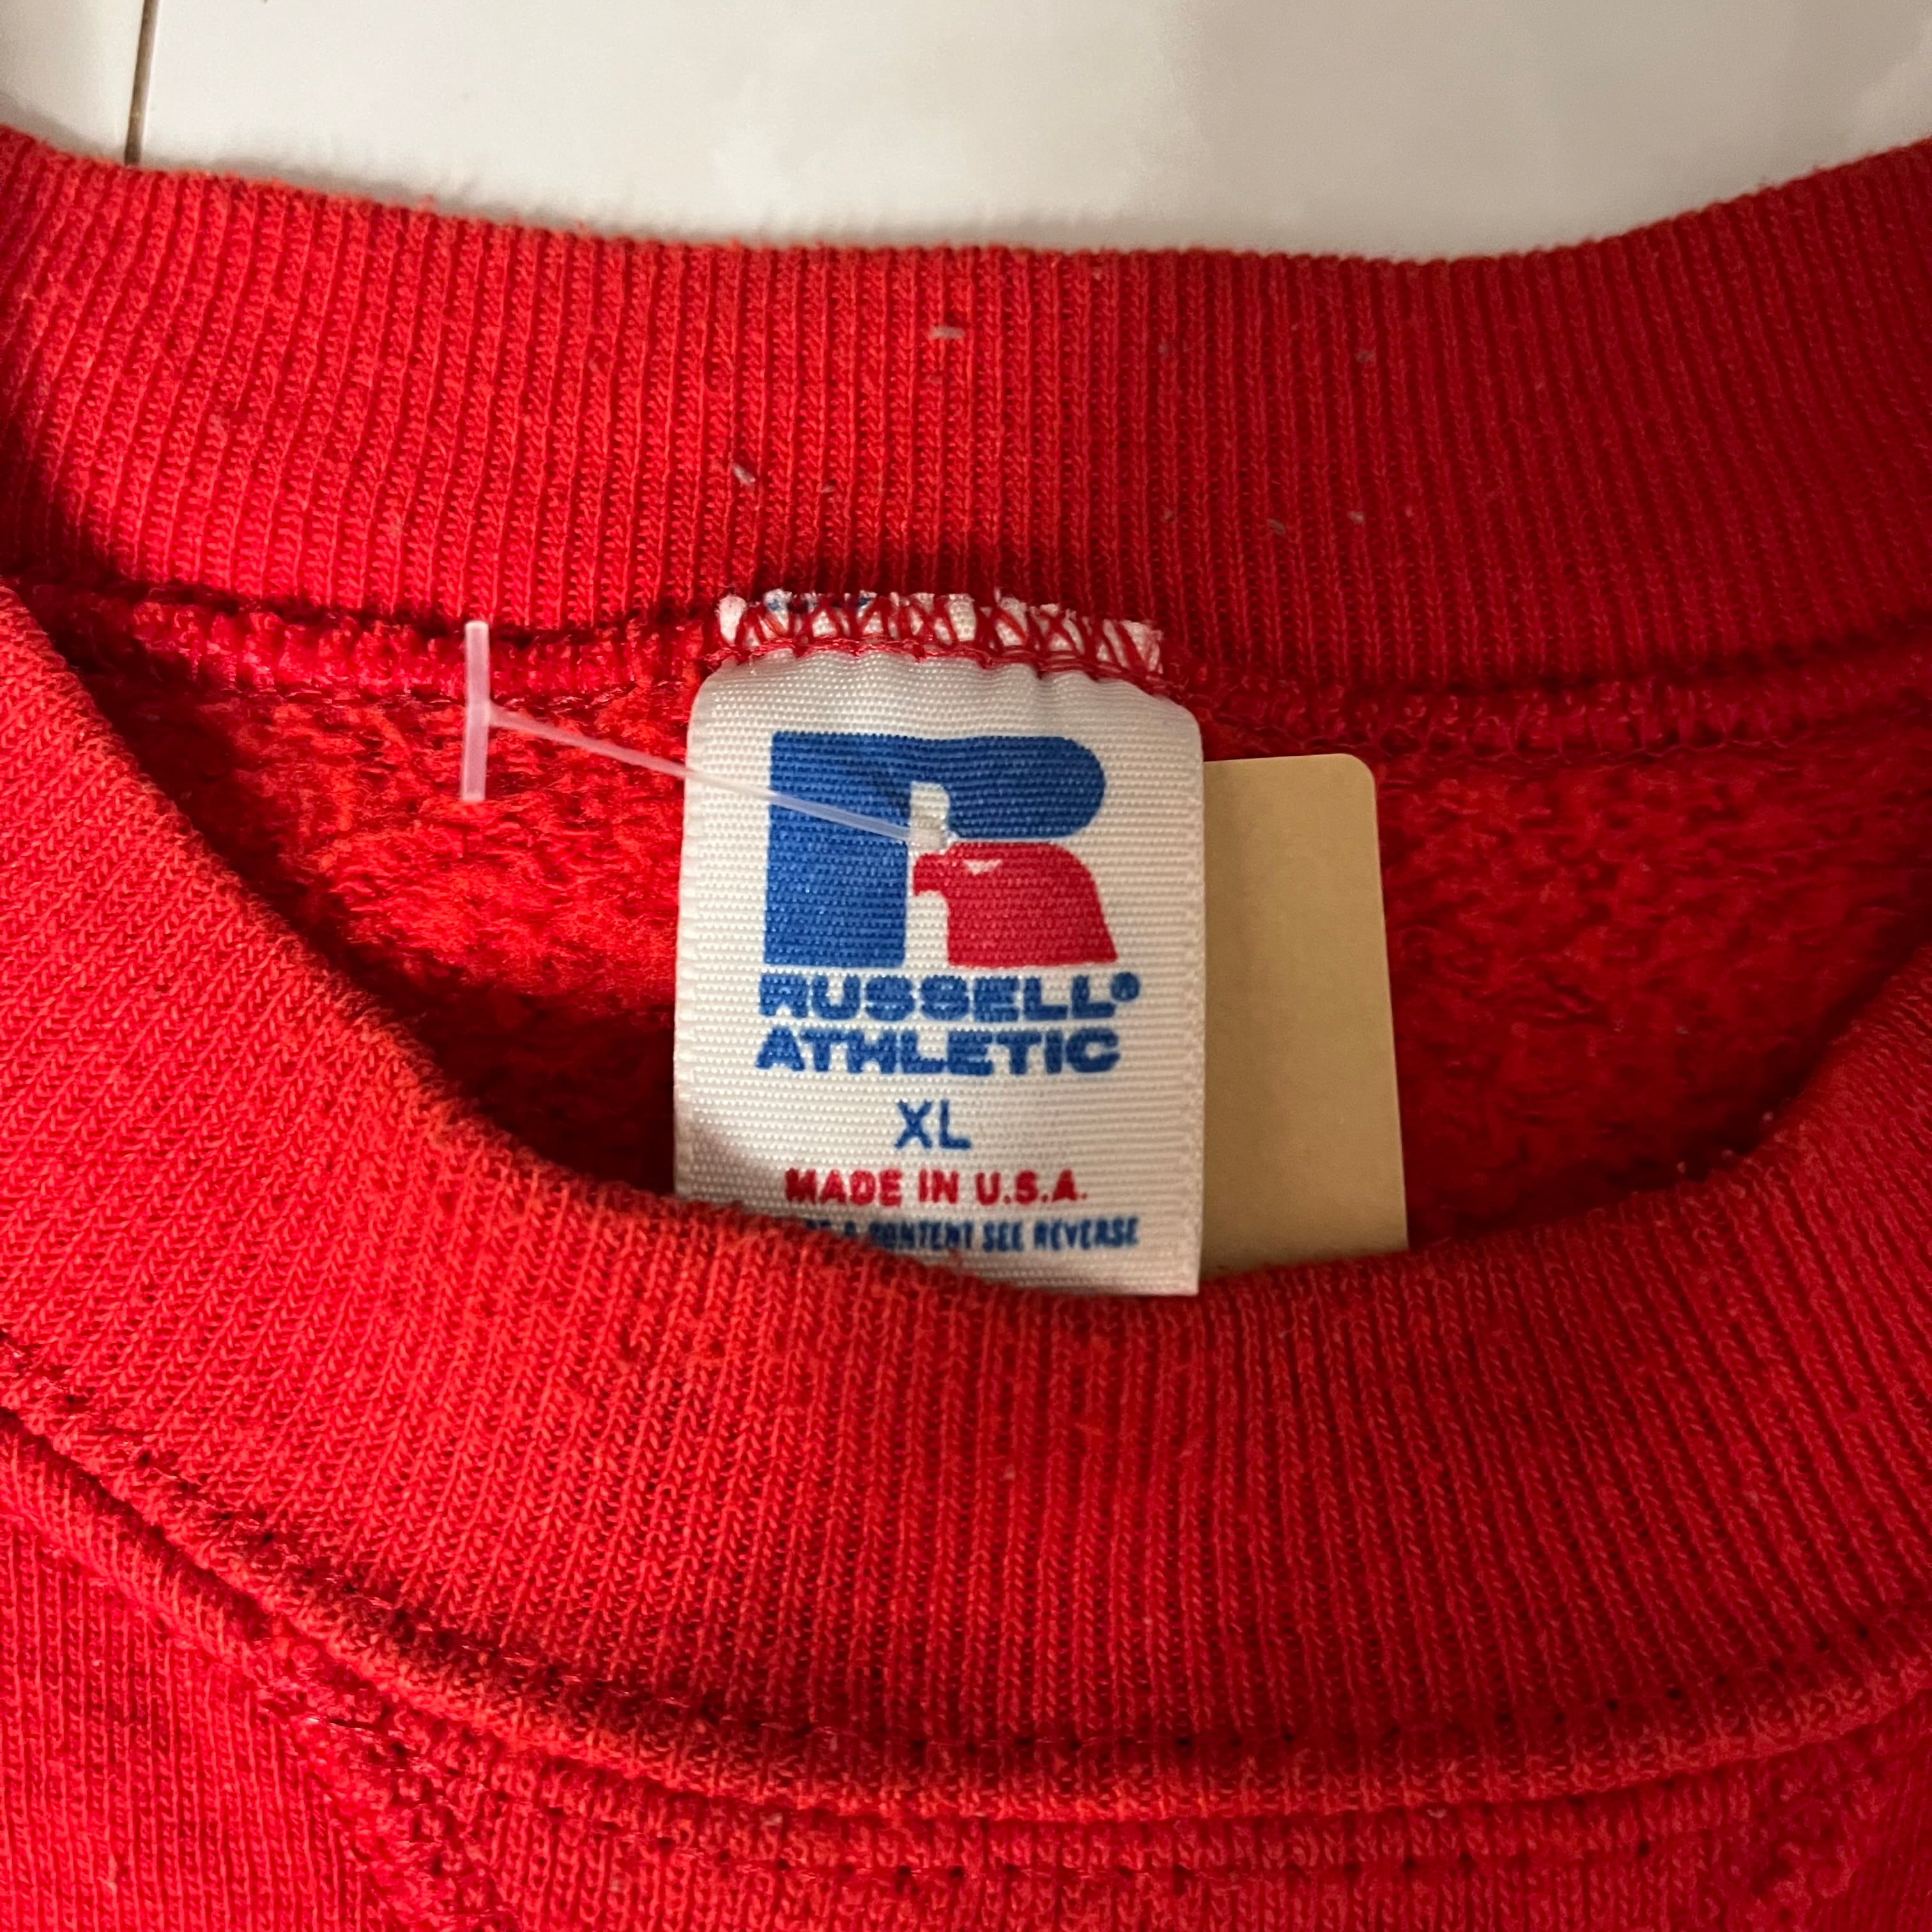 R
RUSSELL®
ATHLETIC
XL
MADE IN U.S.A.
CONTENT SEE REVERSE